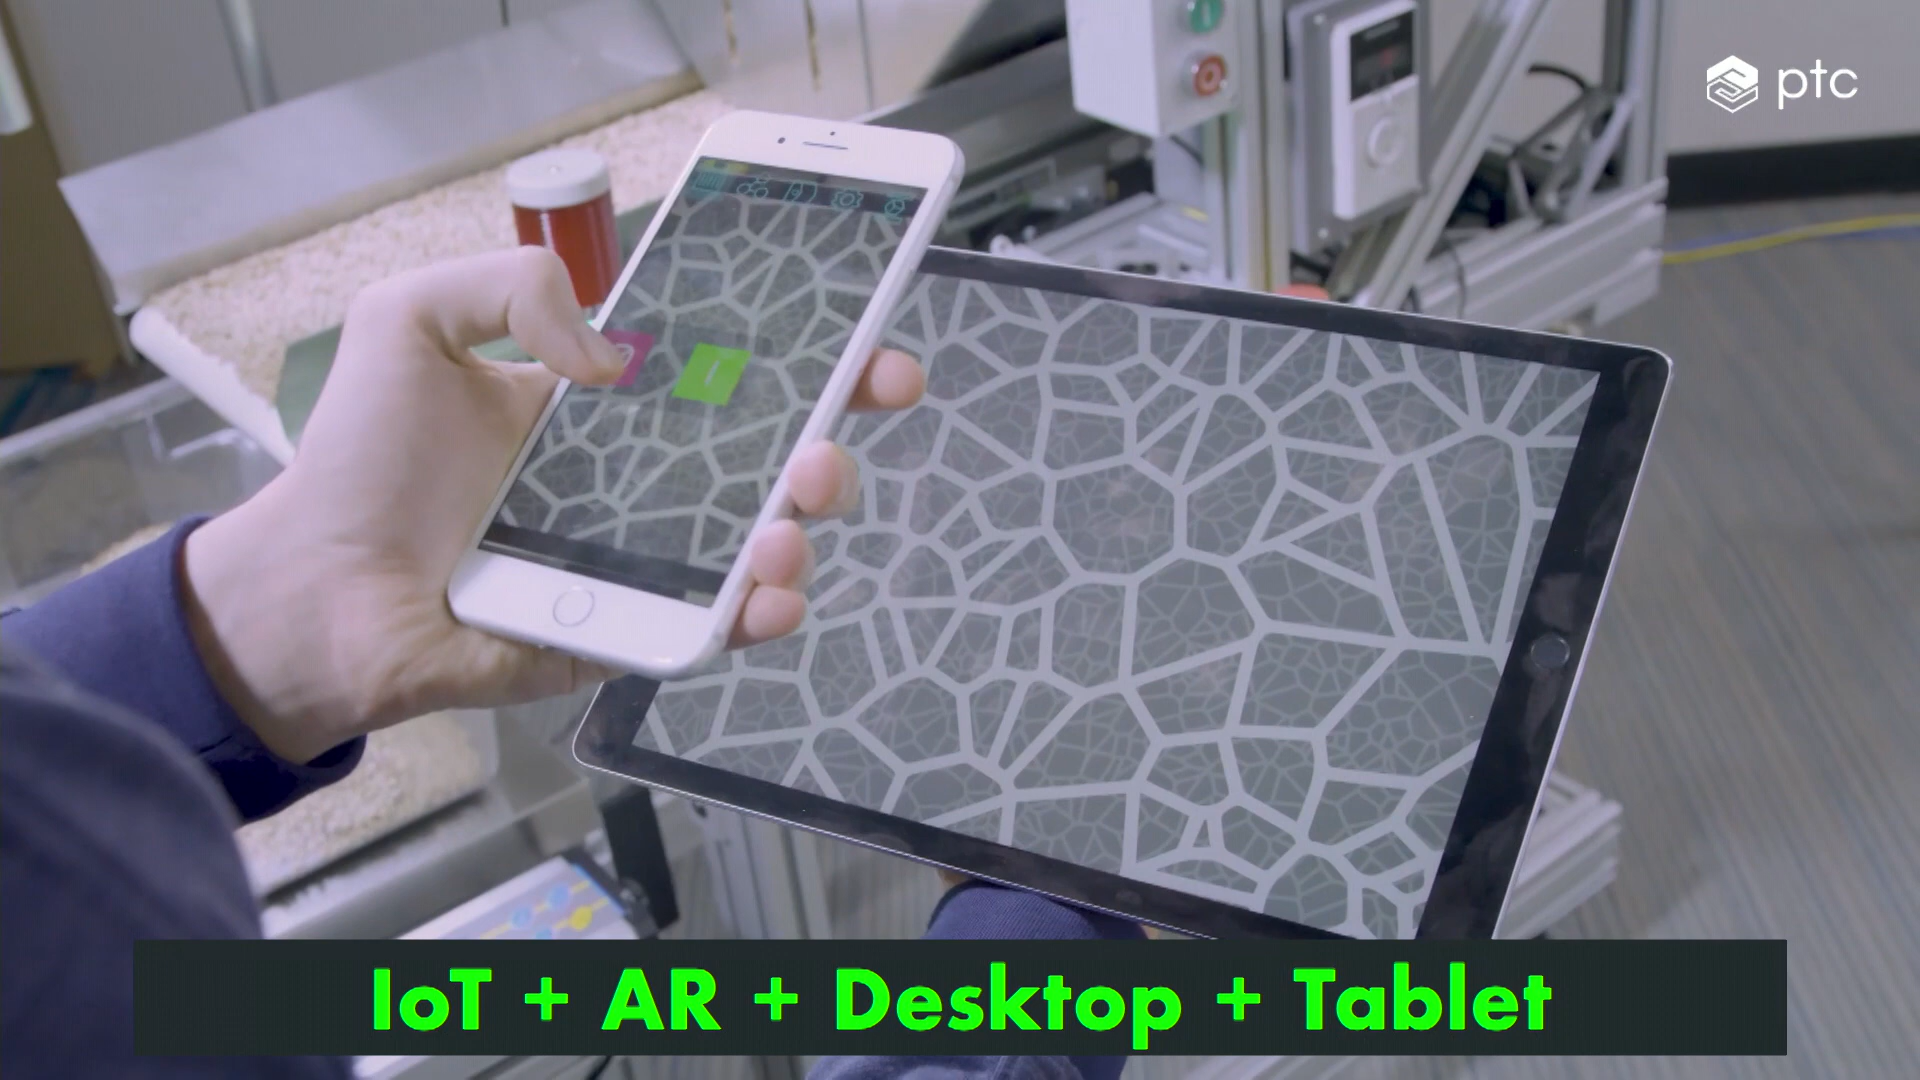 ptc
IoT + AR + Desktop + Tablet